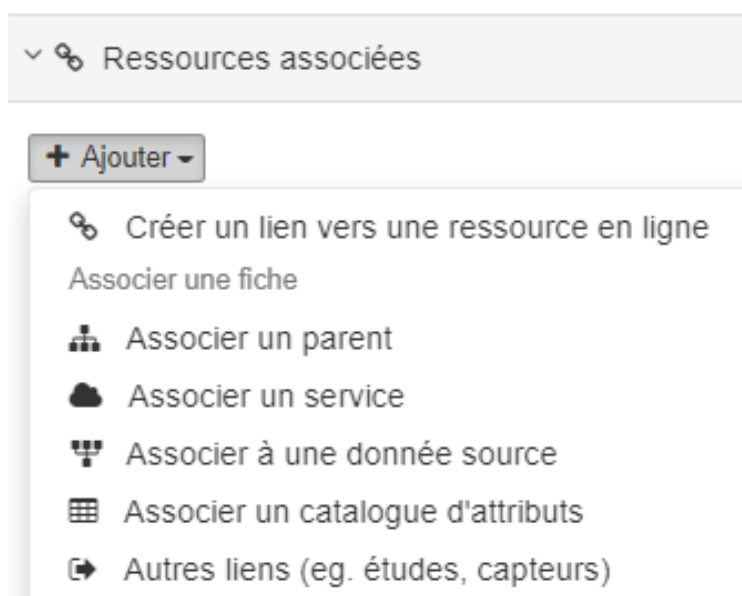 Ressources associées
Ajouter
Créer un lien vers une ressource en ligne
Associer une fiche
Associer un parent
Associer un service
Associer à une donnée source
Associer un catalogue d'attributs
Autres liens (eg. études, capteurs)